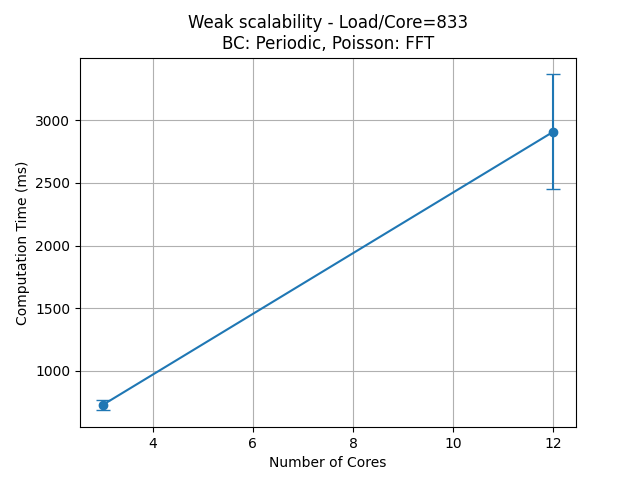 Weak scalability - Load/Core=833
BC: Periodic, Poisson: FFT
Computation Time (ms)
3000
2500
2000
1500
1000
4 6 8 10 12
Number of Cores